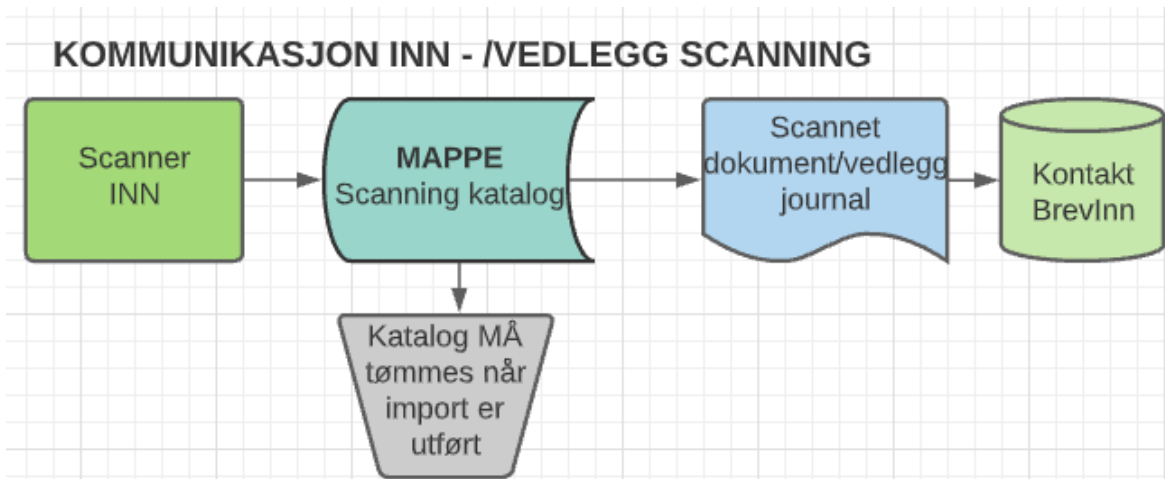 KOMMUNIKASJON INN - /VEDLEGG SCANNING
Scanner
INN
MAPPE
Scanning katalog
Scannet
dokument/vedlegg
journal
Kontakt
BrevInn
Katalog MÅ
tømmes når
import er
utført